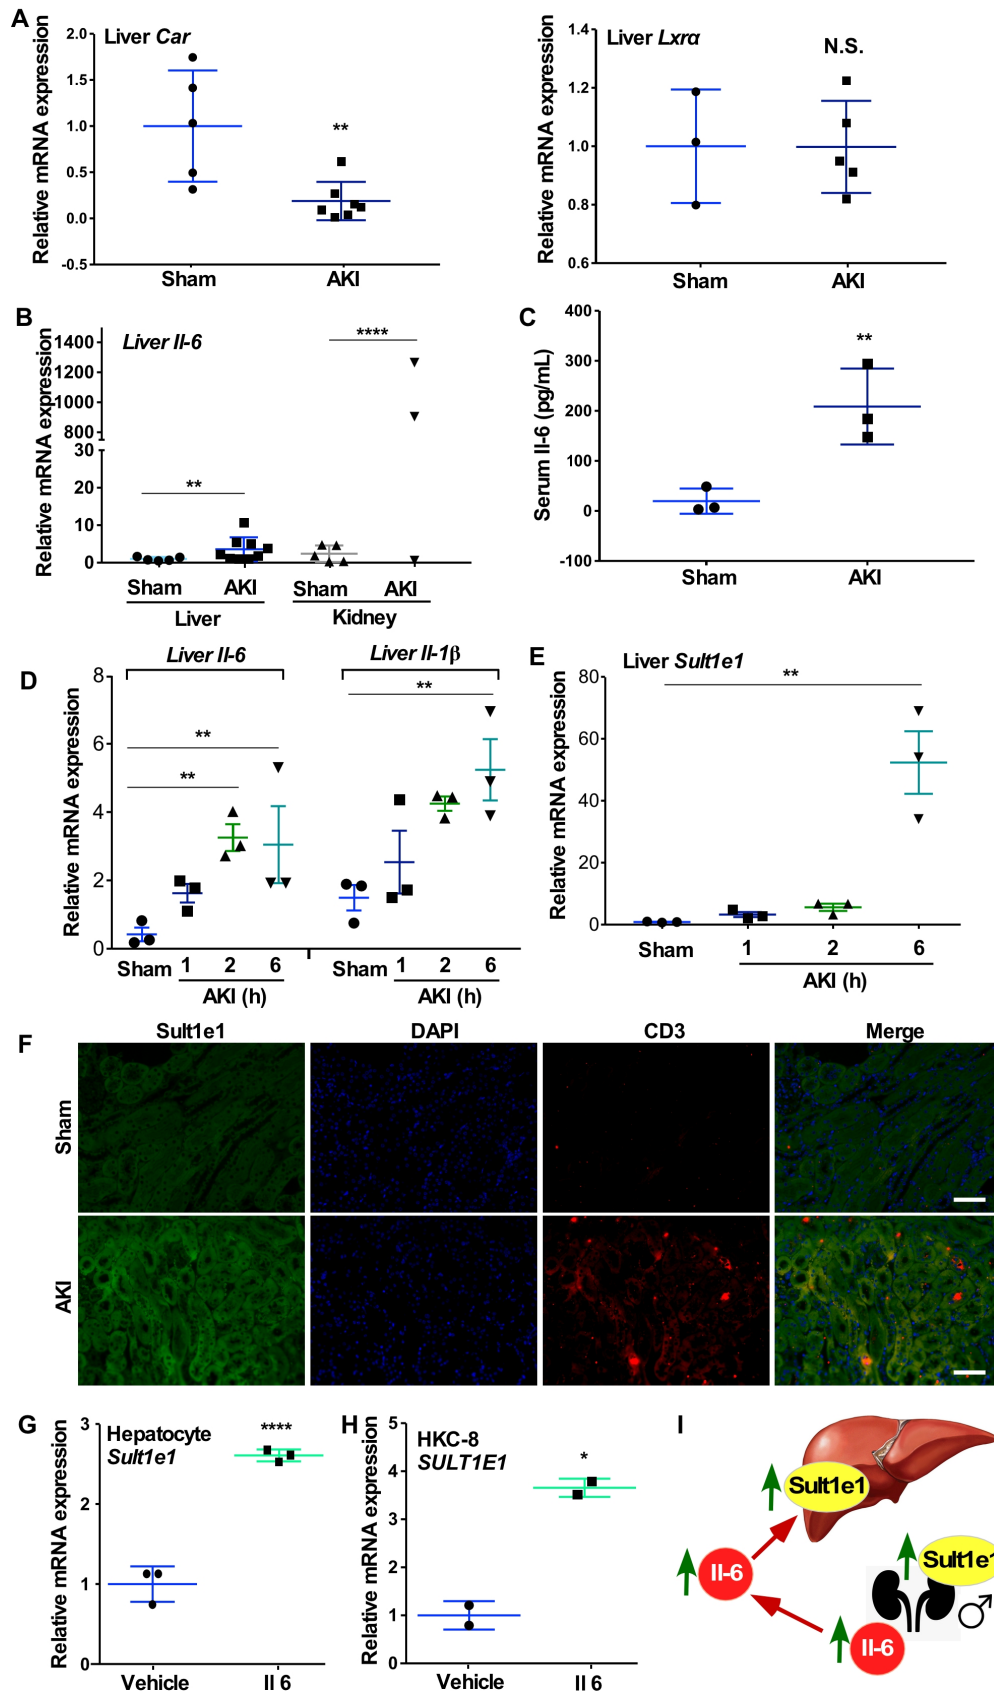 A
Liver Car
Relative mRNA expression
2.0
1.5
1.0
0.5
0.0
-0.5
**
Sham
AKI
Liver Lxrα
Relative mRNA expression
1.4
1.2
1.0
0.8
0.6
N.S.
Sham
AKI
B
Liver Il-6
Relative mRNA expression
1400
1200
1000
800
30
20
10
0
**
****
Sham
AKI
Sham
AKI
Liver
Kidney
C
Serum Il-6 (pg/mL)
400
300
200
100
0
-100
**
Sham
AKI
D
Liver Il-6
Liver Il-1β
Relative mRNA expression
8
6
4
2
0
**
**
**
Sham
1
2
6
AKI (h)
Sham
1
2
6
AKI (h)
E
Liver Sult1e1
Relative mRNA expression
80
60
40
20
0
**
Sham
1
2
6
AKI (h)
F
Sult1e1
DAPI
CD3
Merge
Sham
AKI
G
Hepatocyte
Sult1e1
Relative mRNA expression
3
2
1
0
****
Vehicle
Il 6
H
HKC-8
SULT1E1
Relative mRNA expression
5
4
3
2
1
0
*
Vehicle
Il 6
I
Sult1e1
Il-6
Sult1e1
♂
Il-6